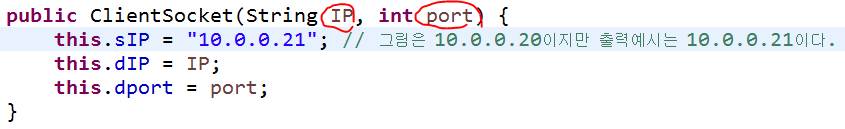 public ClientSocket(String IP, int port) {
this.sIP = "10.0.0.21"; // 그림은 10.0.0.20이지만 출력예시는 10.0.0.21이다.
this.dIP = IP;
this.dport = port;
}